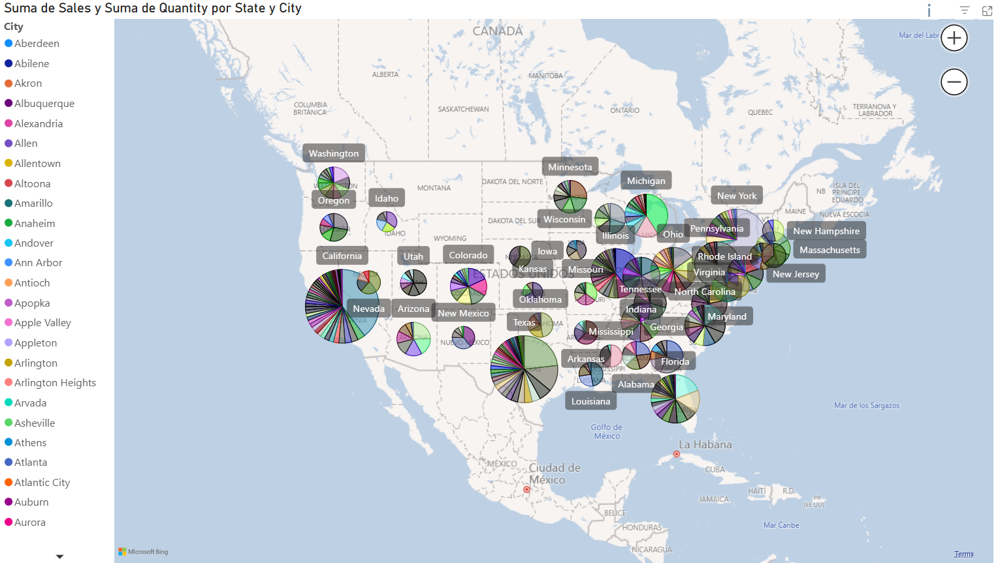 Suma de Sales y Suma de Quantity por State y City
City
Aberdeen
Abilene
Akron
Albuquerque
Alexandria
Allen
Allentown
Altoona
Amarillo
Anaheim
Andover
Ann Arbor
Antioch
Apopka
Apple Valley
Appleton
Arlington
Arlington Heights
Arvada
Asheville
Athens
Atlanta
Atlantic City
Auburn
Aurora
CANADÁ
Mar del Labr
ALBERTA
MANITOBA
COLUMBIA
BRITÁNICA
SASKATCHEWAN
ONTARIO
QUEBEC
TERRANOVA Y
LABRADOR
Washington
Minnesota
Michigan
DAKOTA DEL NORTE
MONTANA
ISLA DEL
PRÍNCIPE
EDUARDO
NB
New York
Oregon
Idaho
MAINE
NUEVA ESCOCIA
Wisconsin
DAKOTA DEL SUR
VT
IDAHO
WYOMING
Illinois
Ohio
Pennsylvania
New Hampshire
Massachusetts
California
Utah
Colorado
Iowa
Kansas
Rhode Island
ESTADOS UNIDOS
Missouri
Virginia
New Jersey
Tennessee
North Carolina
Oklahoma
Nevada
Arizona
New Mexico
Indiana
Maryland
Texas
Mississippi
Georgia
NUEVO MÉXICO
Arkansas
Florida
Alabama
Louisiana
Mar de los Sargazos
Golfo de
México
La Habana
MÉXICO
Ciudad de
México
CUBA
HAITÍ
R.D.
JAMAICA
PR
(EE UU)
BELICE
HONDURAS
Mar Caribe
NICARAGUA
Microsoft Bing
Terms